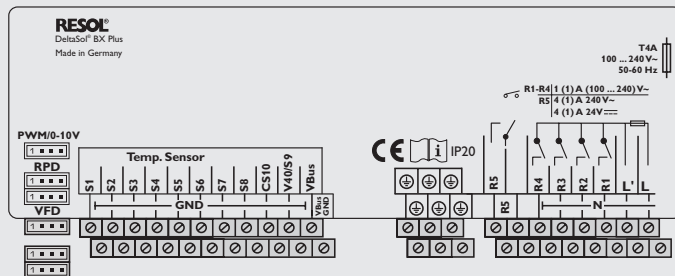 RESOL®
DeltaSol® BX Plus
Made in Germany
T4A
100 ... 240 V~
50-60 Hz
R1-R4 1 (1) A (100 ... 240) V~
R5 4 (1) A 240 V~
4 (1) A 24V ⎓
PWM/0-10V
1
RPD
1
1
VFD
1
1
1
Temp. Sensor
S1 S2 S3 S4 S5 S6 S7 S8 CS10 V40/S9 VBus
GND
VBus GND
CE i IP20
R5 R4 R3 R2 R1 L' L
R5 N